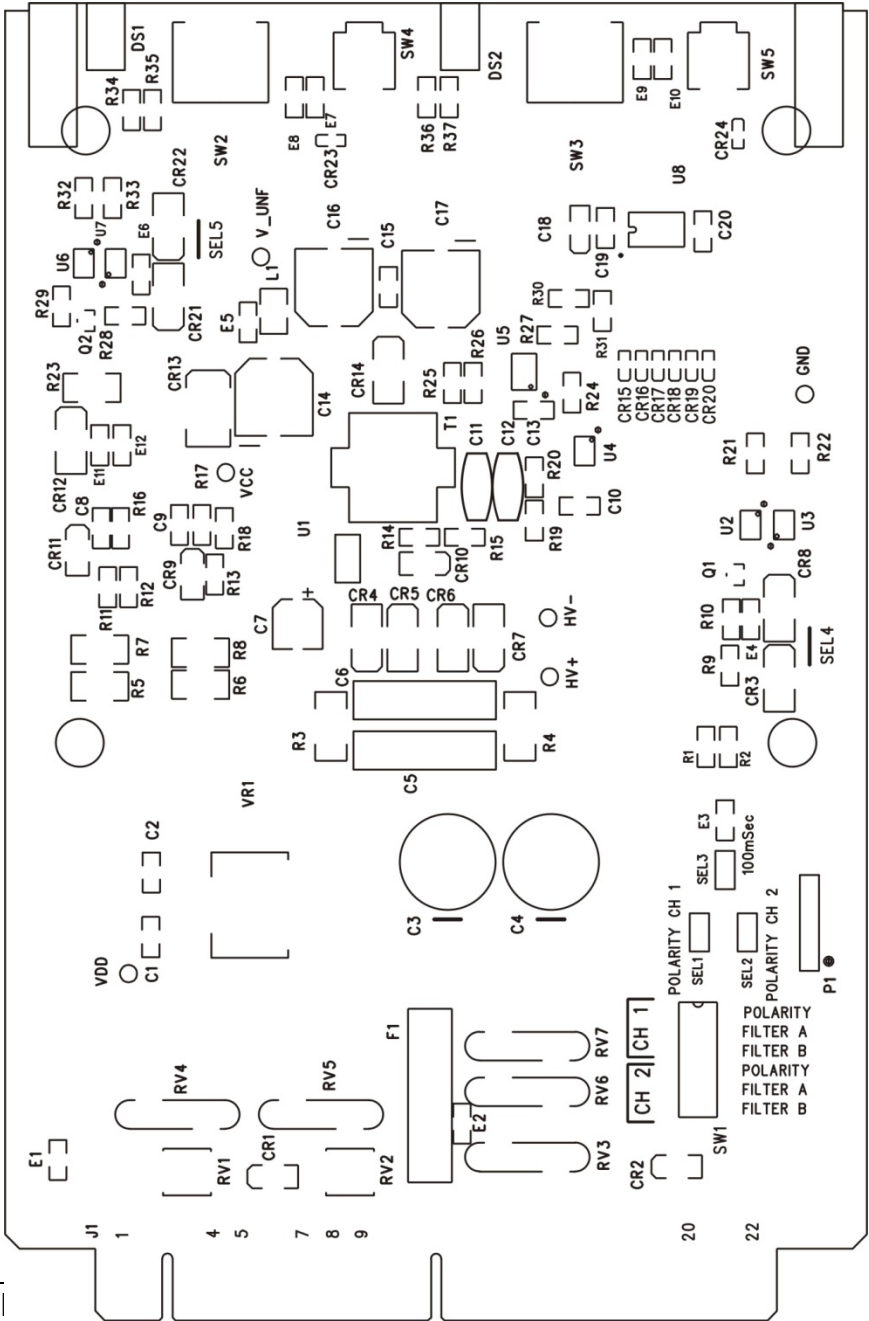 DS1
SW4
DS2
SW5
R34
R35
E8
E7
R36
R37
E9
E10
CR24
SW2
CR23
SW3
CR22
U8
R32
R33
U7
E6
SEL5
V_UNF
C16
C15
C17
C18
C19
C20
U6
L1
R29
Q2
R28
CR21
E5
U5
R30
R27
R31
R26
R25
R23
CR13
C14
CR14
R24
CR15
CR16
CR17
CR18
CR19
CR20
GND
T1
C11
C12
C13
U4
CR12
E11
E12
R17
VCC
R20
R21
R22
C8
R16
C9
R18
U1
R14
R15
R19
C10
U2
U3
CR11
CR9
R13
CR10
Q1
CR8
R11
R12
C7
+
CR4
CR5
CR6
CR7
HV-
R10
E4
SEL4
R7
R8
R9
R5
R6
C6
HV+
CR3
R3
R4
R1
R2
C5
VR1
C2
E3
SEL3
100mSec
C3
C4
POLARITY CH 1
SEL1
SEL2
POLARITY CH 2
VDD
C1
P1
F1
CH 1
CH 2
POLARITY
FILTER A
FILTER B
POLARITY
FILTER A
FILTER B
RV7
RV4
RV5
RV6
E2
E1
RV1
CR1
RV2
RV3
CR2
SW1
J1
1
4
5
7
8
9
20
22